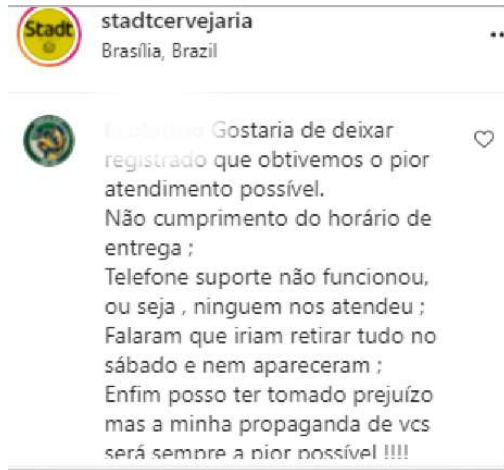 Stadt
stadtcervejaria
Brasília, Brazil
Gostaria de deixar
registrado que obtivemos o pior
atendimento possível.
Não cumprimento do horário de
entrega ;
Telefone suporte não funcionou,
ou seja , ninguem nos atendeu ;
Falaram que iriam retirar tudo no
sábado e nem apareceram ;
Enfim posso ter tomado prejuízo
mas a minha propaganda de vcs
será sempre a pior possível !!!!